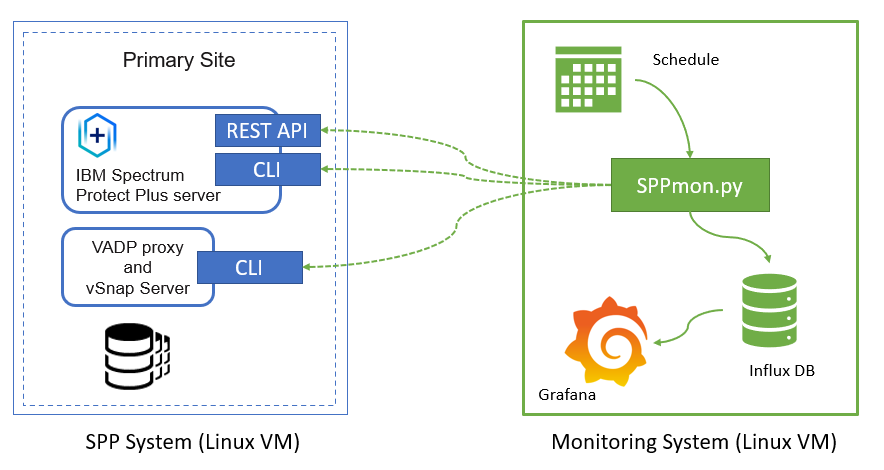 Primary Site
REST API
CLI
IBM Spectrum
Protect Plus server
VADP proxy
and
vSnap Server
CLI
SPP System (Linux VM)
Schedule
SPPmon.py
Influx DB
Grafana
Monitoring System (Linux VM)